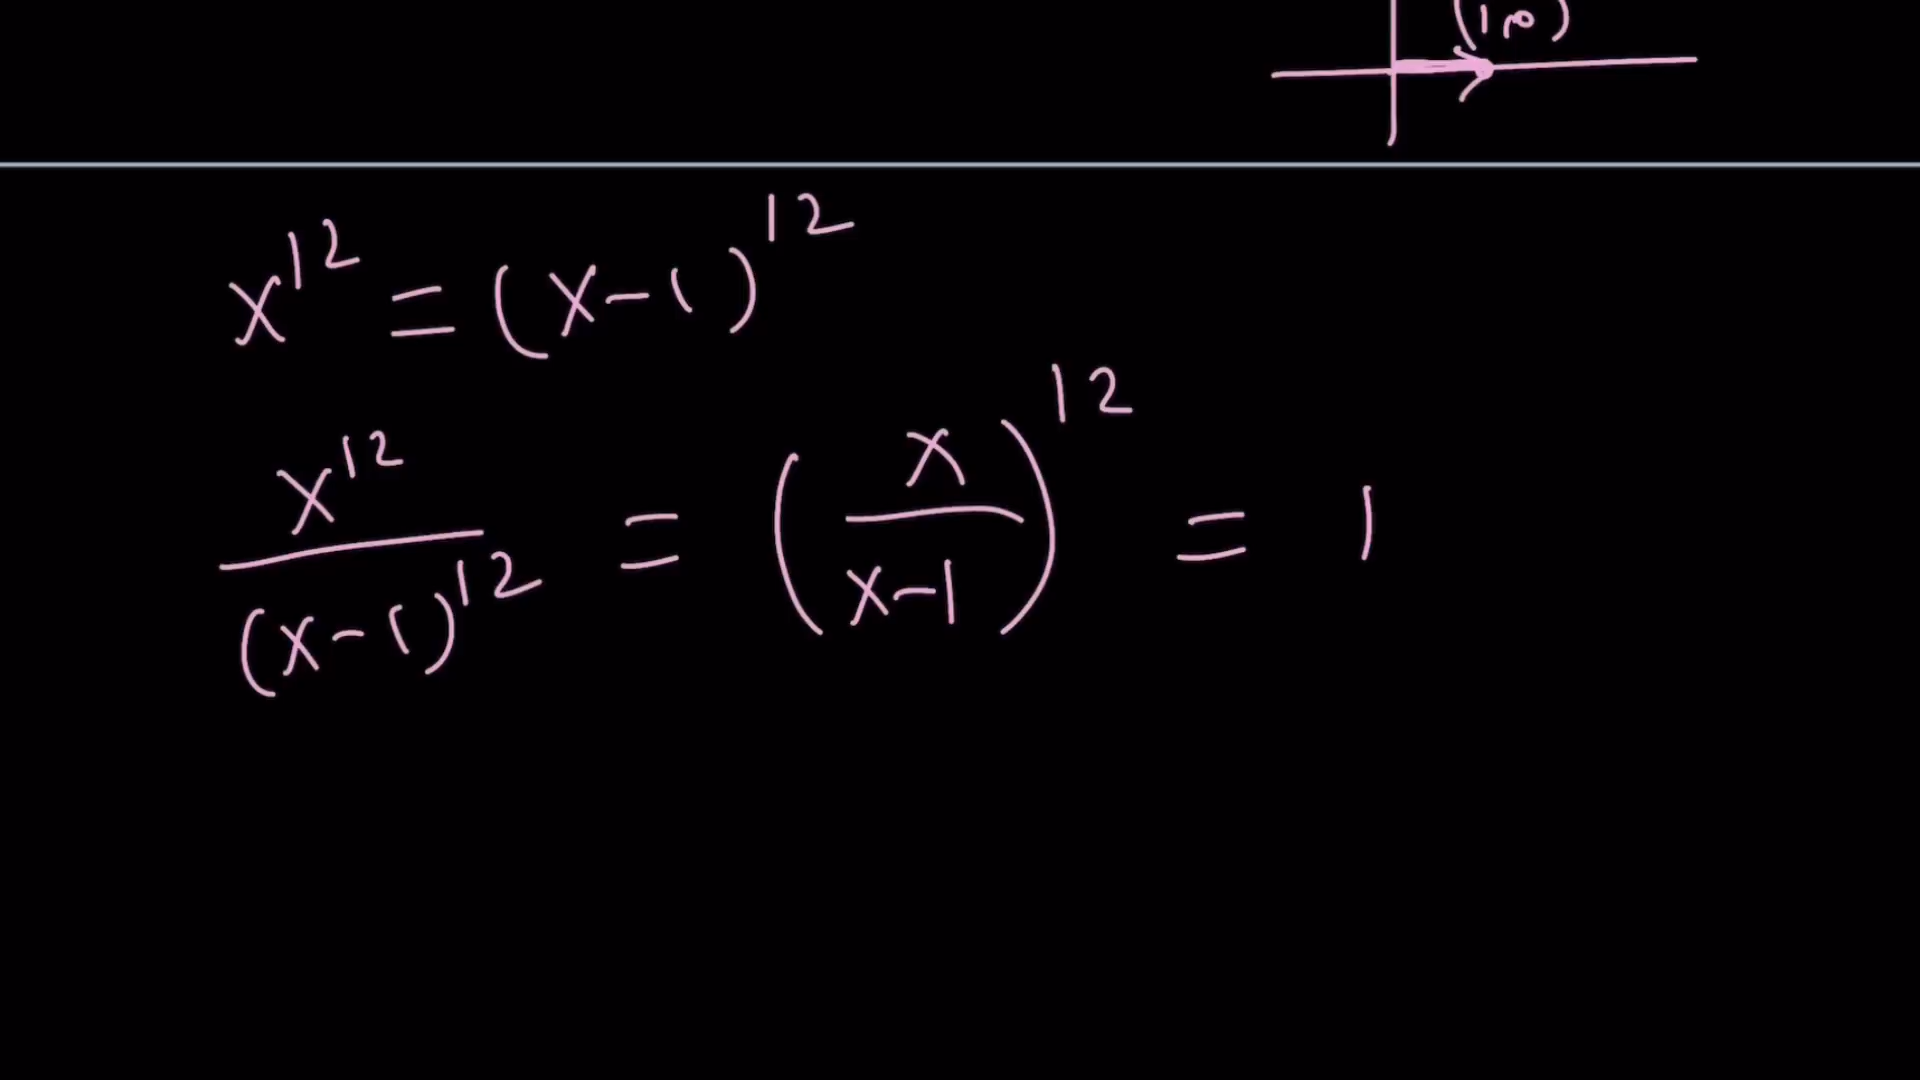 (1,0)
x^12 = (x-1)^12
x^12/(x-1)^12 = (x/(x-1))^12 = 1